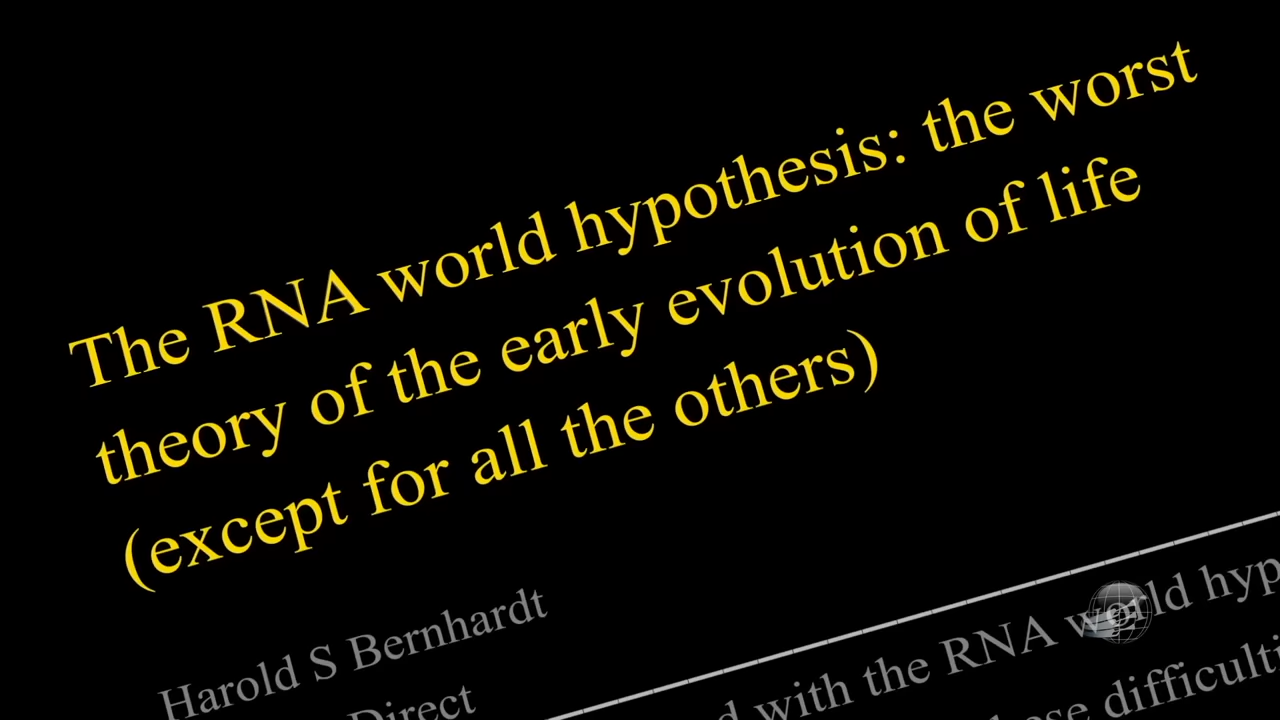 The RNA world hypothesis: the worst
theory of the early evolution of life
(except for all the others)
Harold S Bernhardt
Direct
with the RNA world